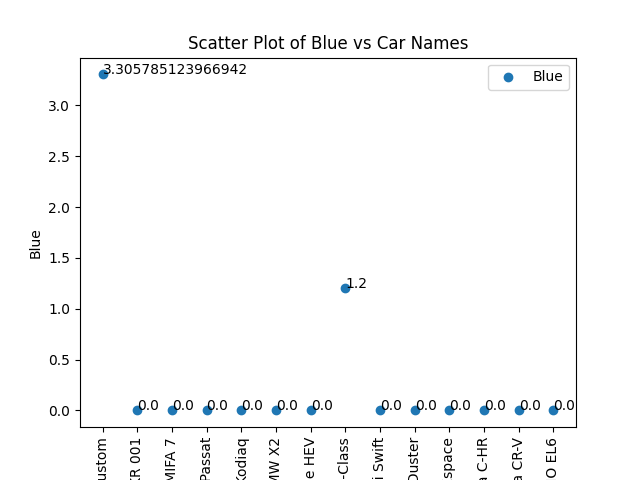 Scatter Plot of Blue vs Car Names
3.305785123966942
Blue
3.0
2.5
2.0
1.5
1.2
1.0
0.5
0.0
0.0 0.0 0.0 0.0 0.0 0.0 0.0 0.0 0.0 0.0 0.0 0.0
Blue
ustom
R 001
MIFA 7
Passat
Kodiaq
MW X2
e HEV
-Class
i Swift
Duster
space
a C-HR
a CR-V
O EL6